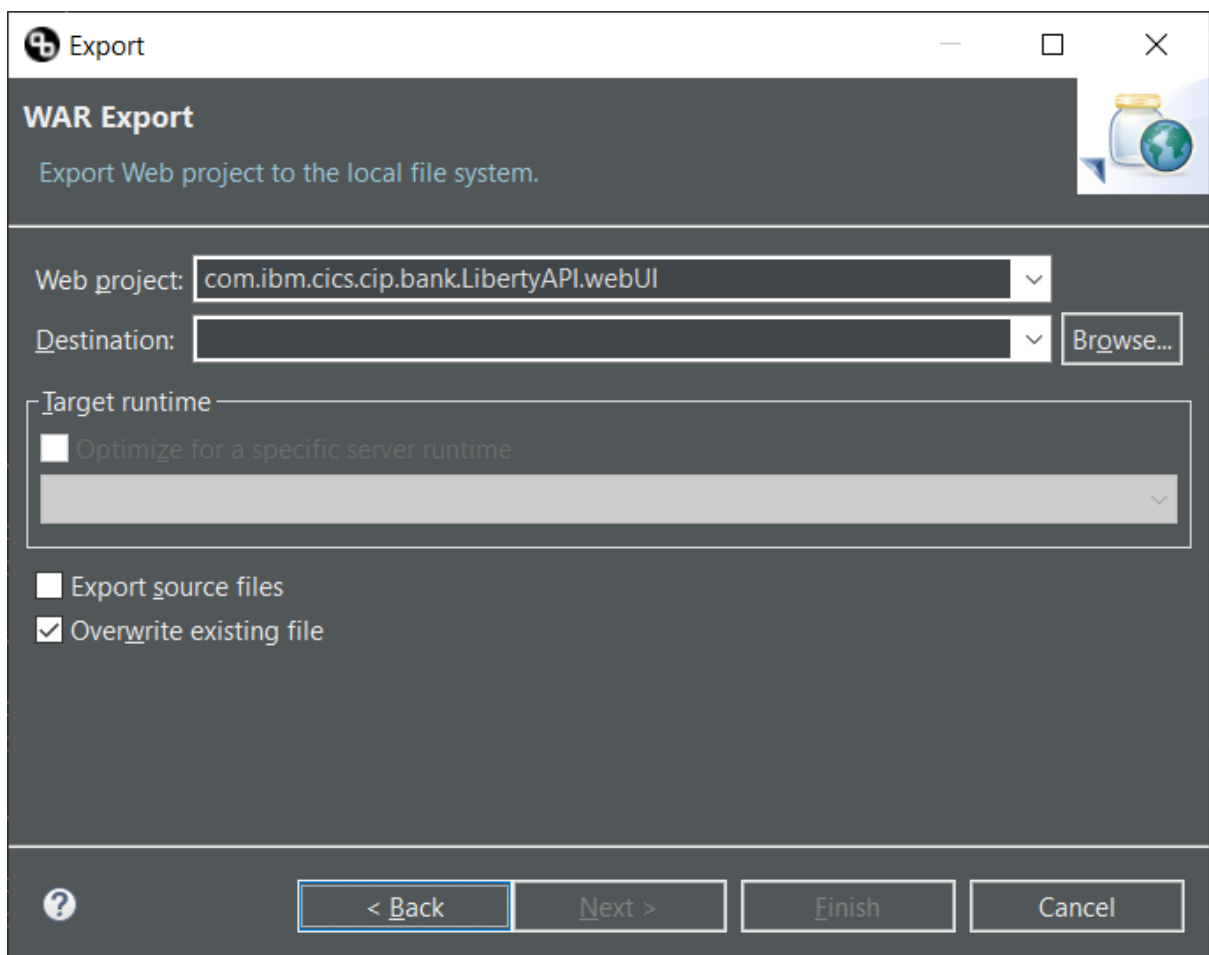 Export
WAR Export
Export Web project to the local file system.
Web project: com.ibm.cics.cip.bank.LibertyAPI.webUI
Destination: Browse...
Target runtime
Optimize for a specific server runtime
Export source files
Overwrite existing file
< Back Next > Finish Cancel